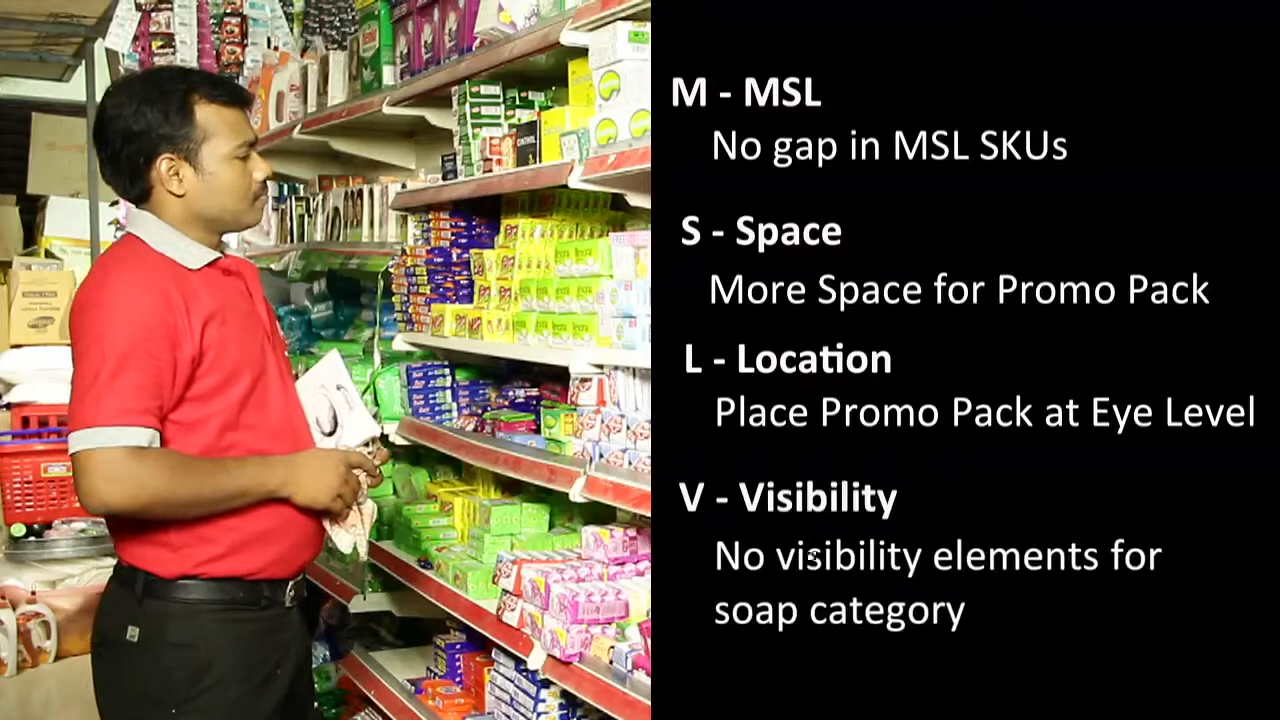 M - MSL
No gap in MSL SKUs
S - Space
More Space for Promo Pack
L - Location
Place Promo Pack at Eye Level
V - Visibility
No visibility elements for
soap category
CINTHOL